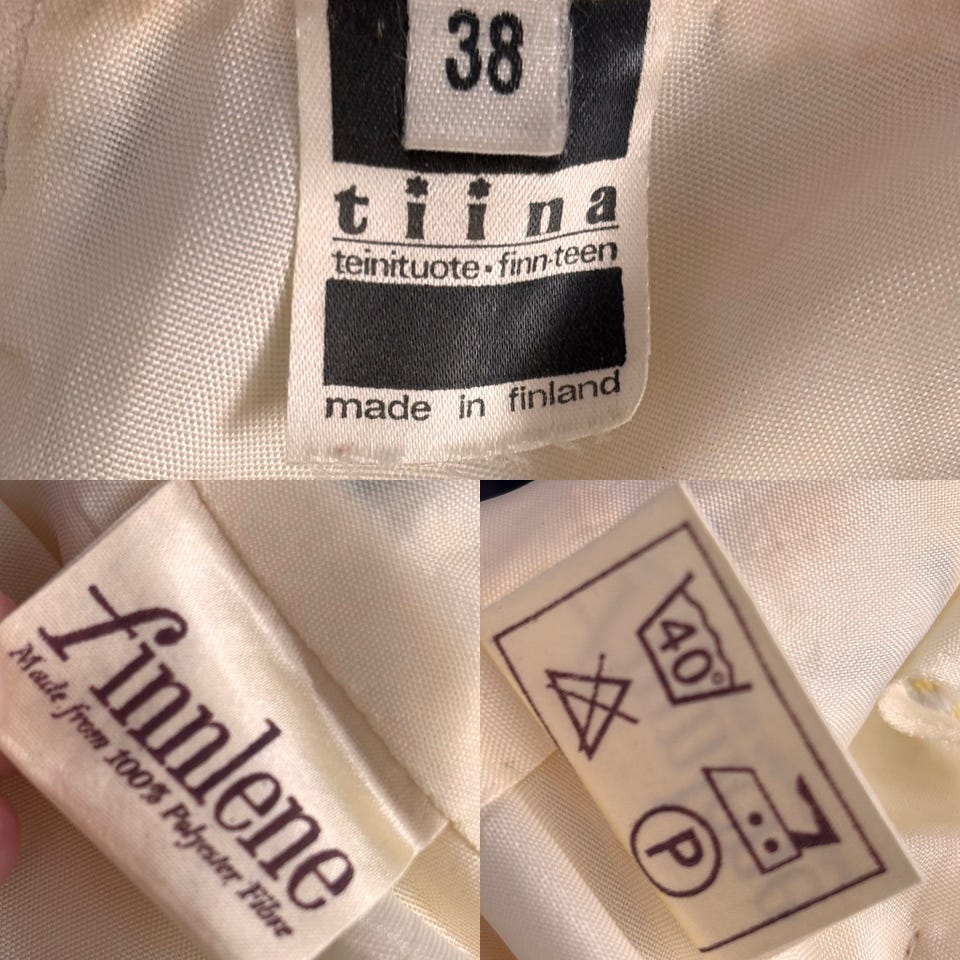 38
tiina
teinituote • finn-teen
made in finland
finnlene
Made from 100% Polyester Fibre
40°
P